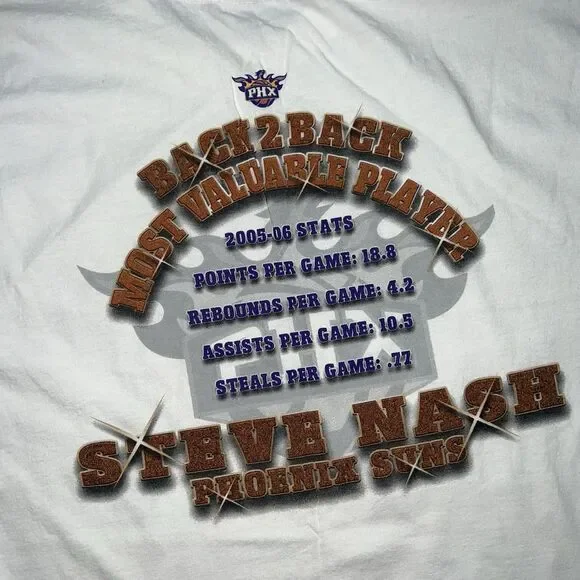 PHX
BACK 2 BACK
MOST VALUABLE PLAYER
2005-06 STATS
POINTS PER GAME: 18.8
REBOUNDS PER GAME: 4.2
ASSISTS PER GAME: 10.5
STEALS PER GAME: .77
PHX
STEVE NASH
PHOENIX SUNS